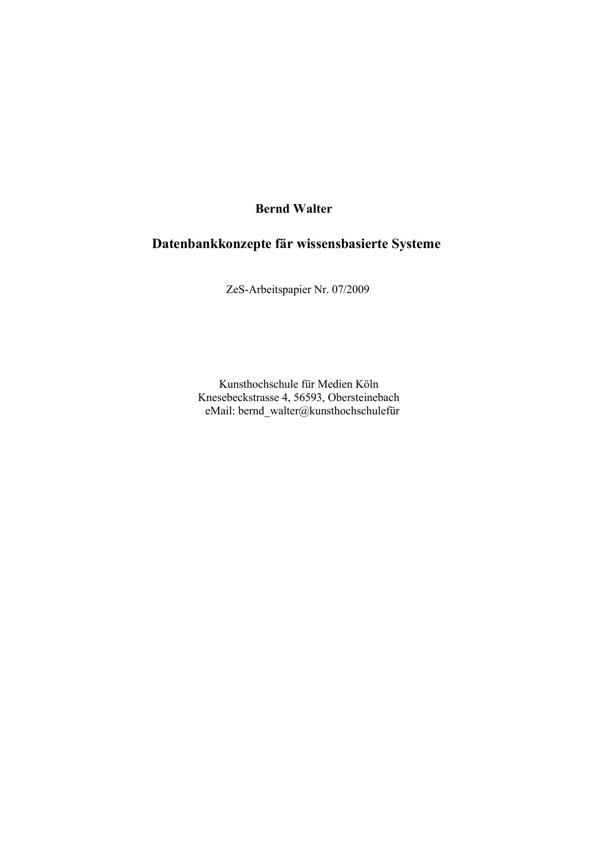 Bernd Walter
Datenbankkonzepte fär wissensbasierte Systeme
ZeS-Arbeitspapier Nr. 07/2009
Kunsthochschule für Medien Köln
Knesebeckstrasse 4, 56593, Obersteinebach
eMail: bernd_walter@kunsthochschulefür